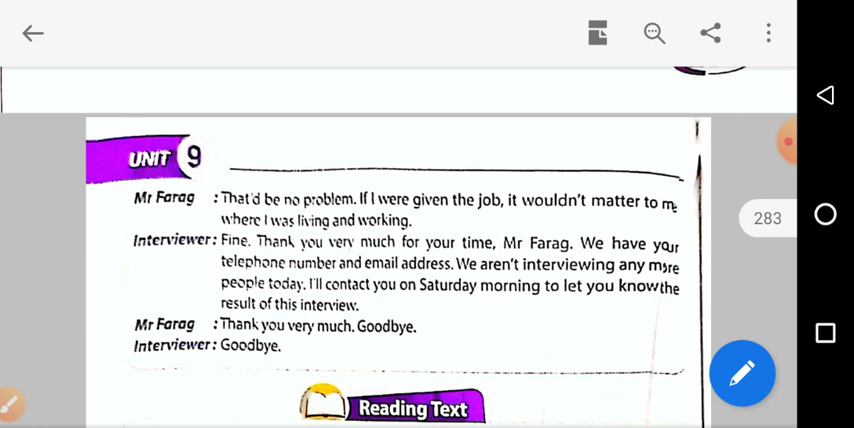 UNIT 9
Mr Farag : That'd be no problem. If I were given the job, it wouldn't matter to me
where I was living and working.
Interviewer: Fine. Thank you very much for your time, Mr Farag. We have your
telephone number and email address. We aren't interviewing any more
people today. I'll contact you on Saturday morning to let you know the
result of this interview.
Mr Farag : Thank you very much. Goodbye.
Interviewer: Goodbye.
Reading Text
283